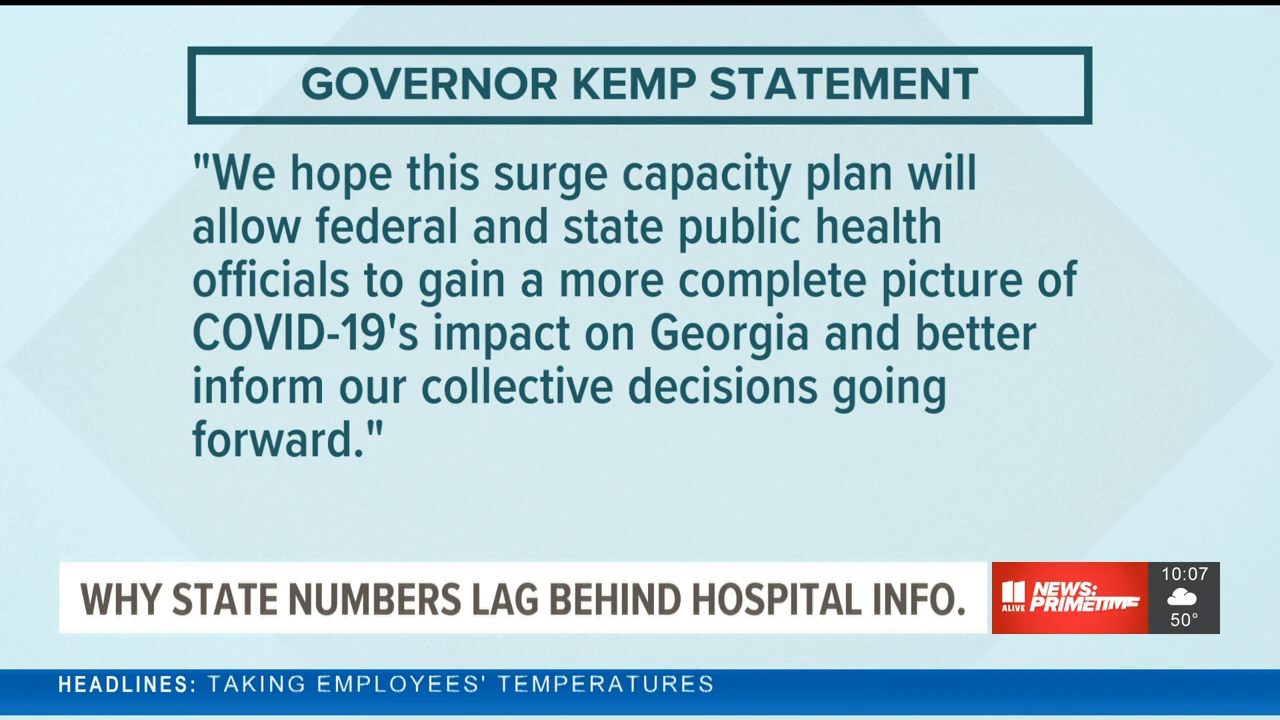 GOVERNOR KEMP STATEMENT
"We hope this surge capacity plan will
allow federal and state public health
officials to gain a more complete picture of
COVID-19's impact on Georgia and better
inform our collective decisions going
forward."
WHY STATE NUMBERS LAG BEHIND HOSPITAL INFO.
11
ALIVE
NEWS:
PRIMETIME
10:07
50°
HEADLINES: TAKING EMPLOYEES' TEMPERATURES